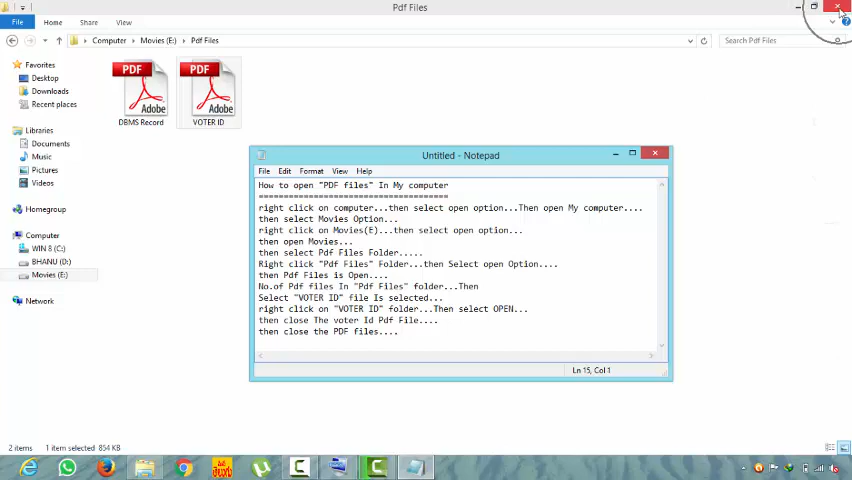 Pdf Files
File Home Share View
Computer Movies (E:) Pdf Files
Search Pdf Files
Favorites
Desktop
Downloads
Recent places
Libraries
Documents
Music
Pictures
Videos
Homegroup
Computer
WIN 8 (C:)
BHANU (D:)
Movies (E:)
Network
PDF
Adobe
DBMS Record
PDF
Adobe
VOTER ID
Untitled - Notepad
File Edit Format View Help
How to open "PDF files" In My computer
=====================================
right click on computer...then select open option...Then open My computer....
then select Movies Option...
right click on Movies(E)...then select open option...
then open Movies...
then select Pdf Files Folder.....
Right click "Pdf Files" Folder...then Select open Option....
then Pdf Files is Open....
No.of Pdf files In "Pdf Files" folder...Then
Select "VOTER ID" file Is selected...
right click on "VOTER ID" folder...Then select OPEN...
then close The voter Id Pdf File....
then close the PDF files....
Ln 15, Col 1
2 items 1 item selected 854 KB